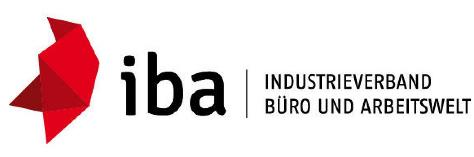 iba
INDUSTRIEVERBAND
BÜRO UND ARBEITSWELT